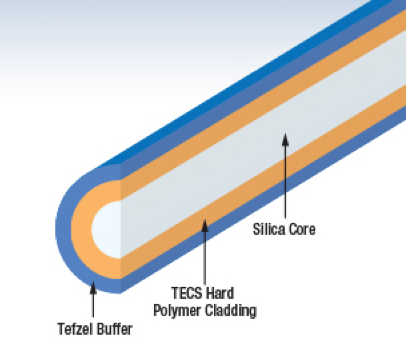 Silica Core
TECS Hard
Polymer Cladding
Tefzel Buffer